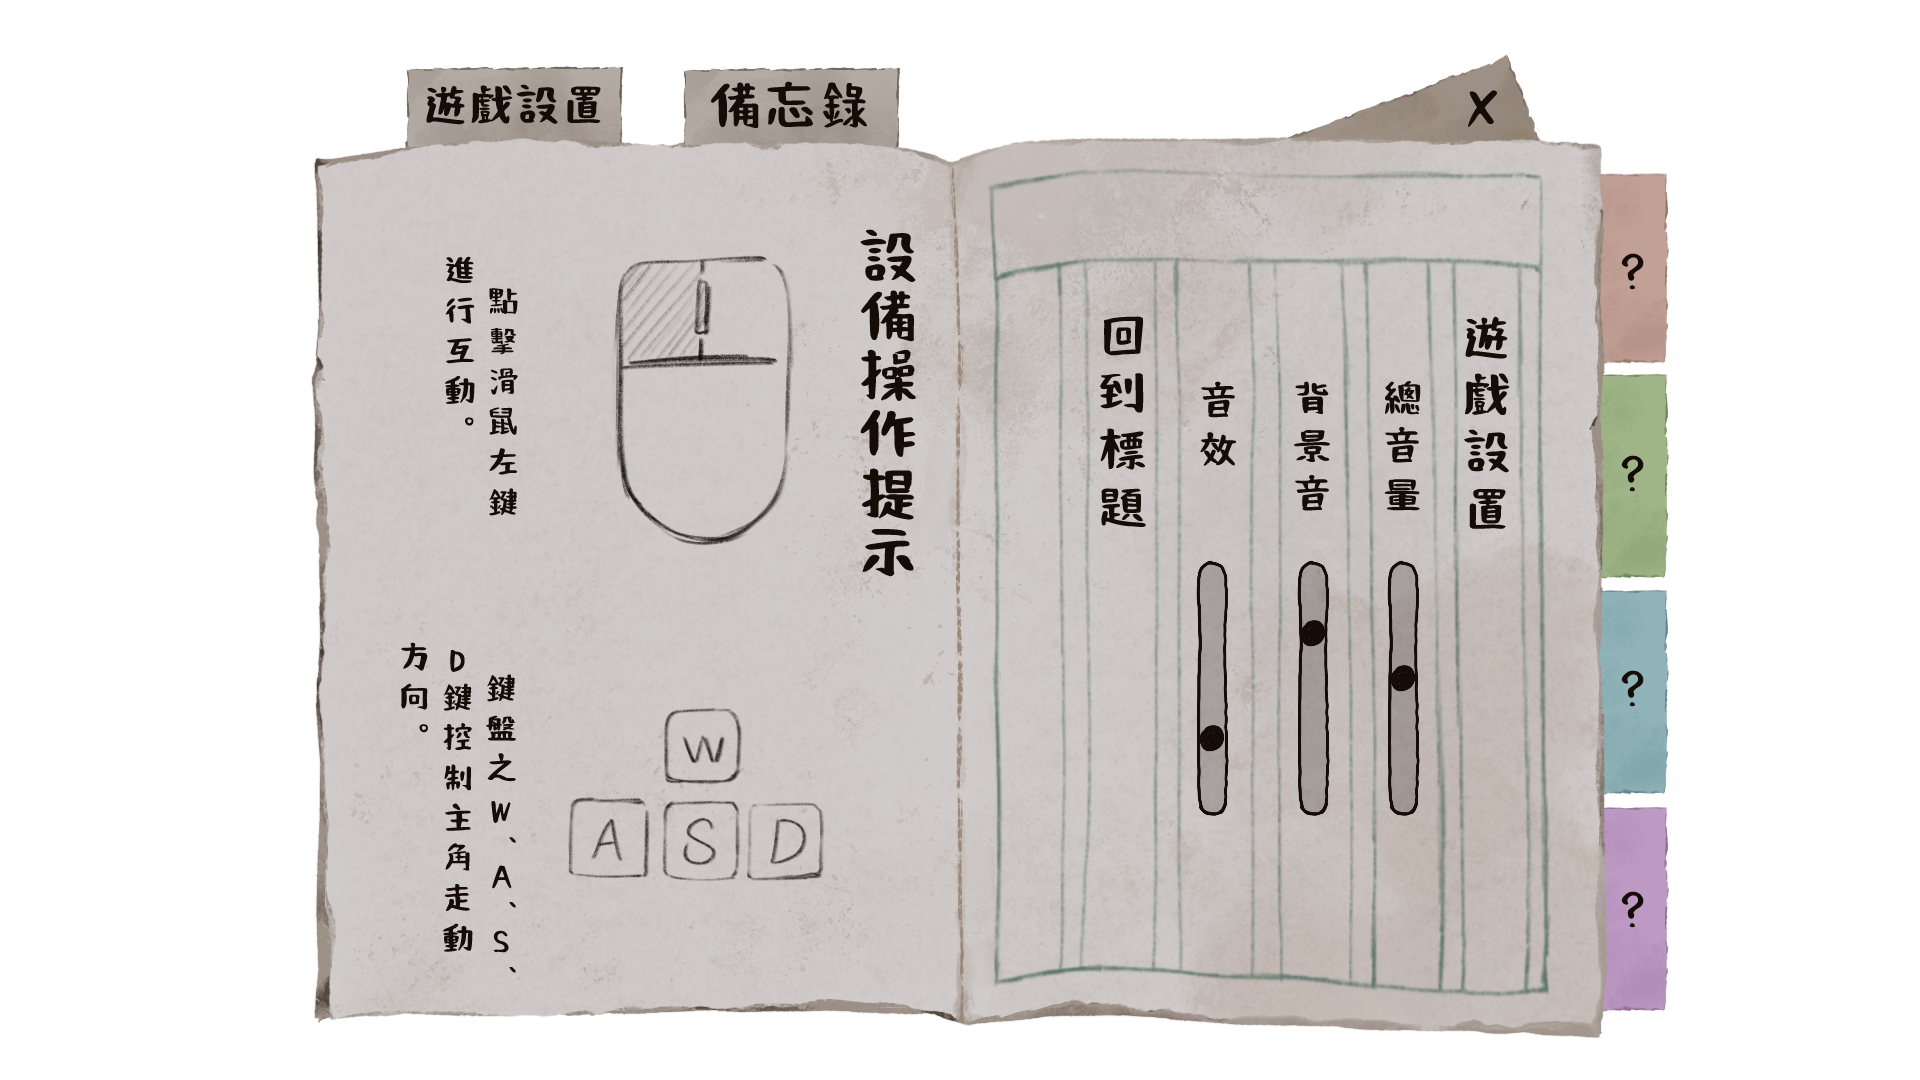 遊戲設置
備忘錄
X
遊戲設置
總音量
背景音
音效
回到標題
設備操作提示
點擊滑鼠左鍵
進行互動。
W
A S D
鍵盤之W、A、S、
D鍵控制主角走動
方向。
?
?
?
?